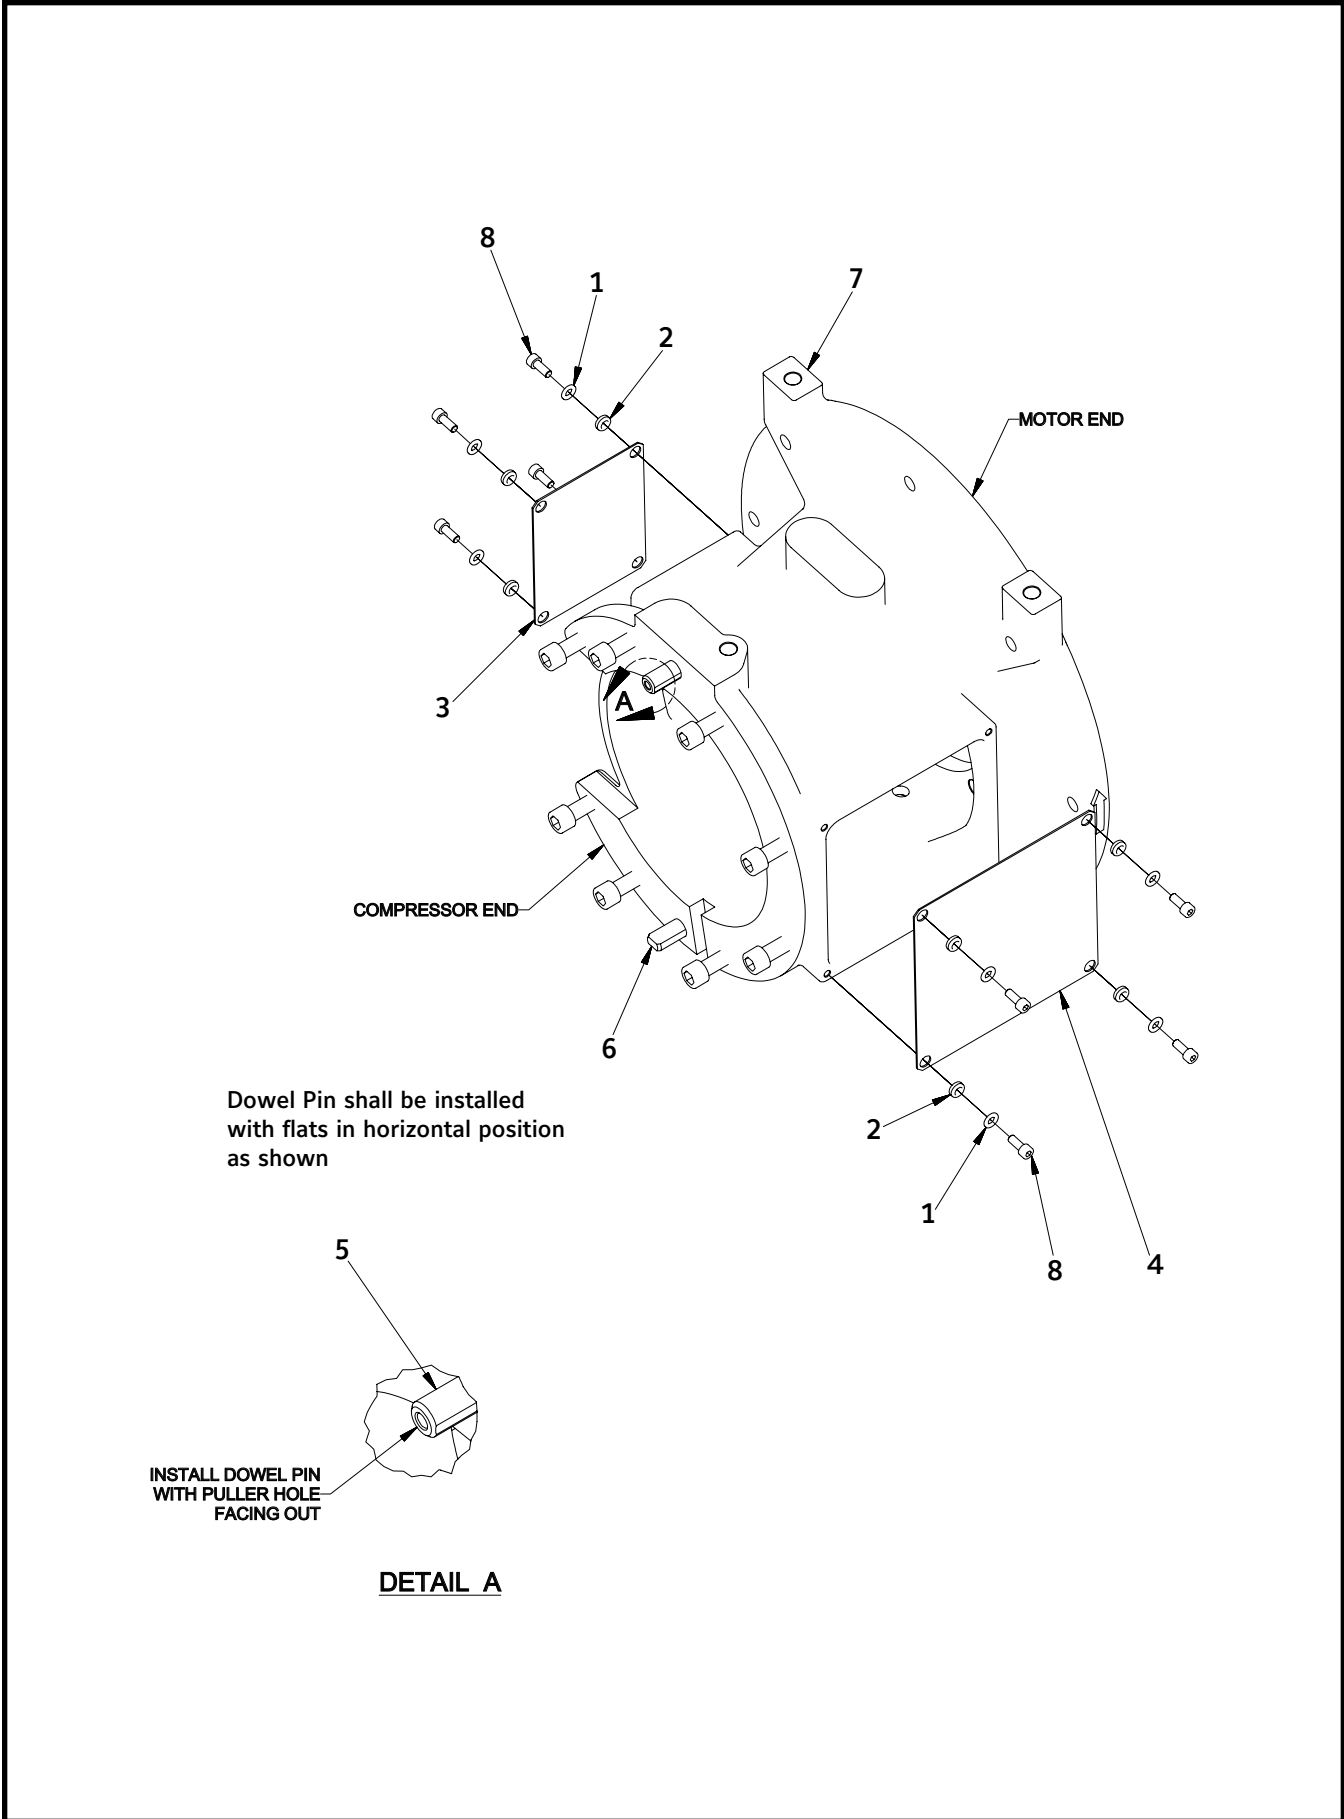 8
1
2
7
MOTOR END
3
A
COMPRESSOR END
6
Dowel Pin shall be installed
with flats in horizontal position
as shown
2
1
8
4
5
INSTALL DOWEL PIN
WITH PULLER HOLE
FACING OUT
DETAIL A